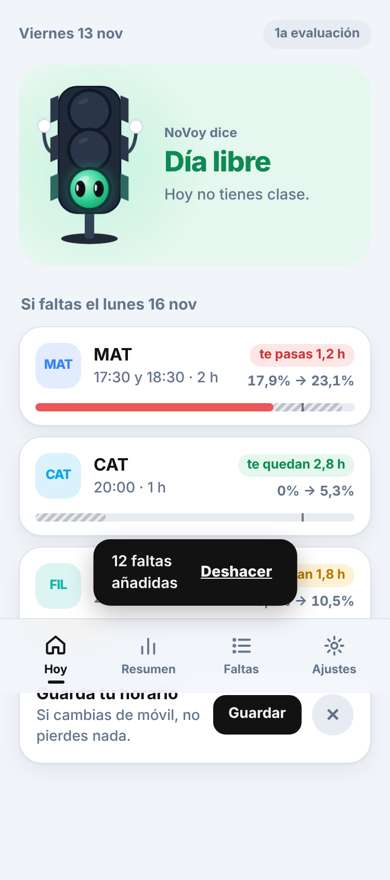 Viernes 13 nov
1a evaluación
NoVoy dice
Día libre
Hoy no tienes clase.
Si faltas el lunes 16 nov
MAT
MAT
te pasas 1,2 h
17:30 y 18:30 · 2 h
17,9% → 23,1%
CAT
CAT
te quedan 2,8 h
20:00 · 1 h
0% → 5,3%
FIL
1,8 h
→ 10,5%
12 faltas
añadidas
Deshacer
Hoy
Resumen
Faltas
Ajustes
Guarda tu horario
Si cambias de móvil, no
pierdes nada.
Guardar